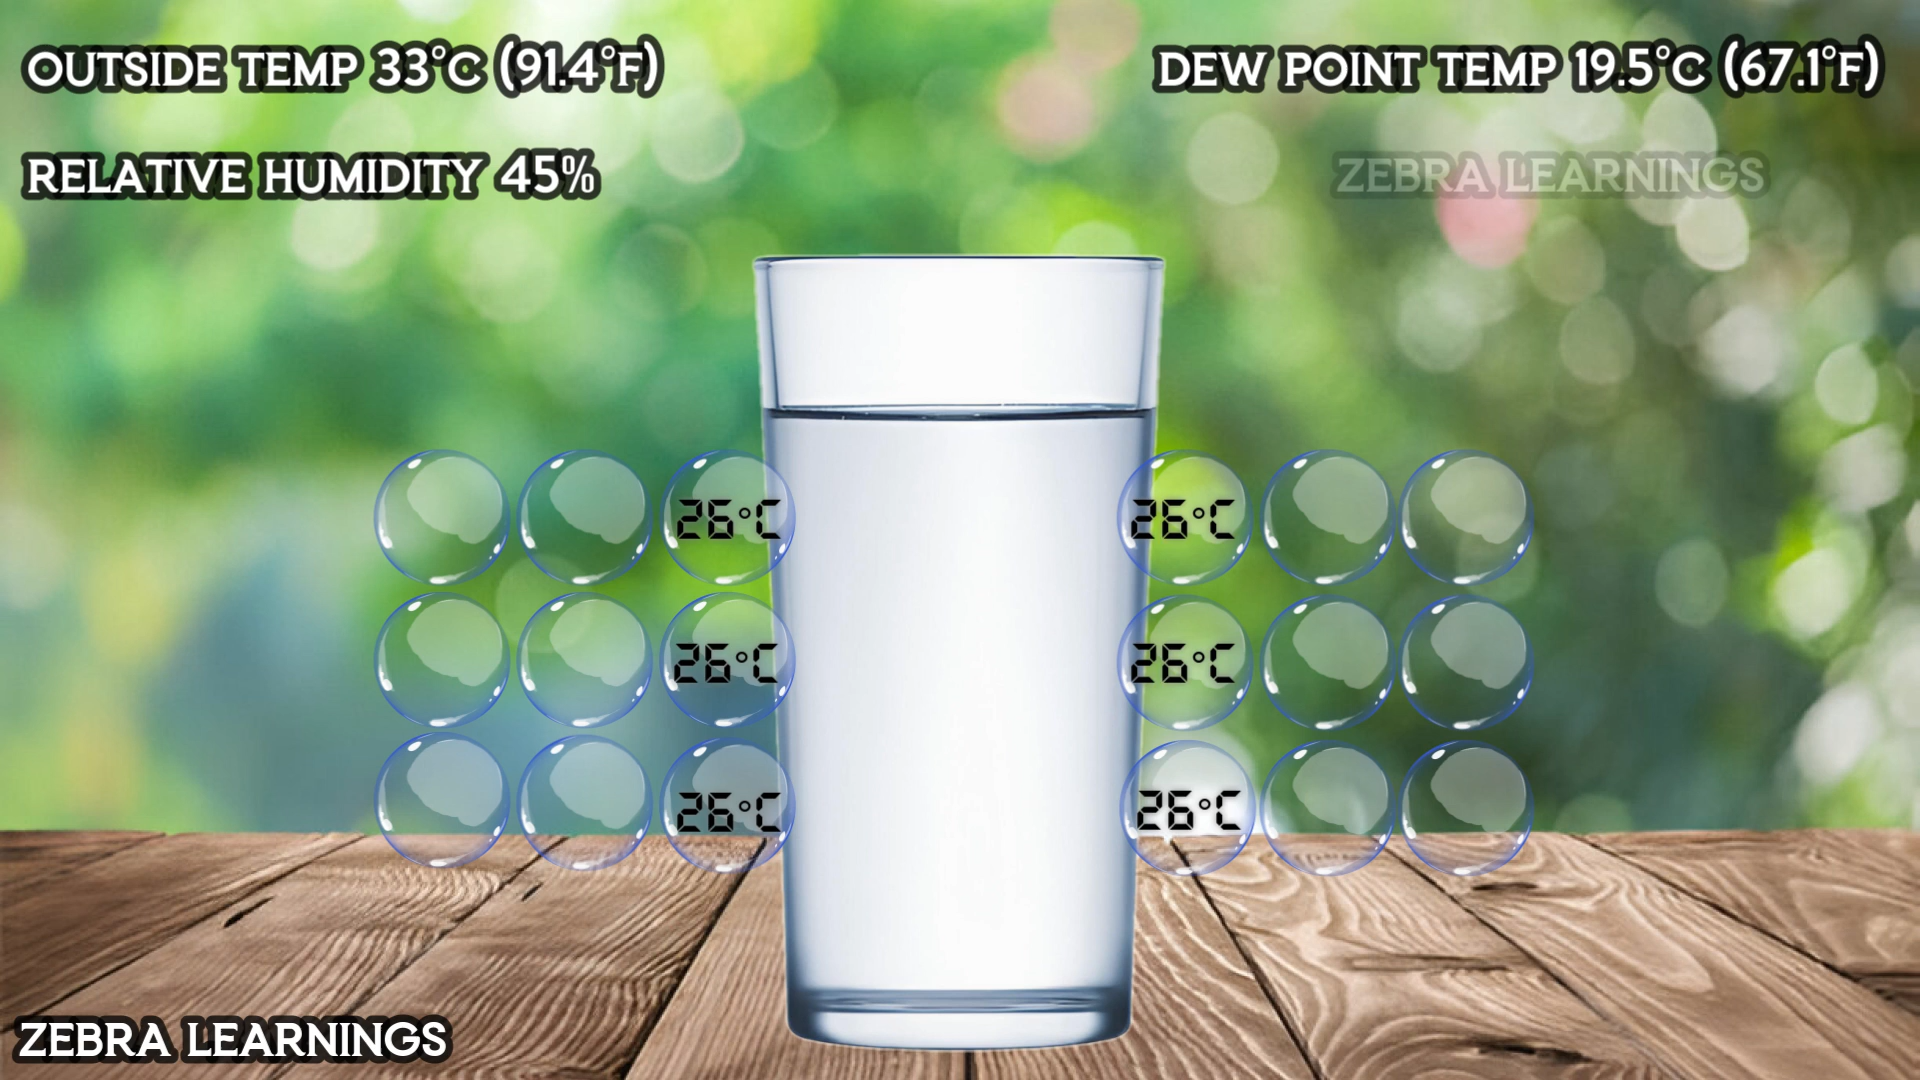 OUTSIDE TEMP 33°C (91.4°F)
DEW POINT TEMP 19.5°C (67.1°F)
RELATIVE HUMIDITY 45%
ZEBRA LEARNINGS
26°C
26°C
26°C
26°C
26°C
26°C
ZEBRA LEARNINGS